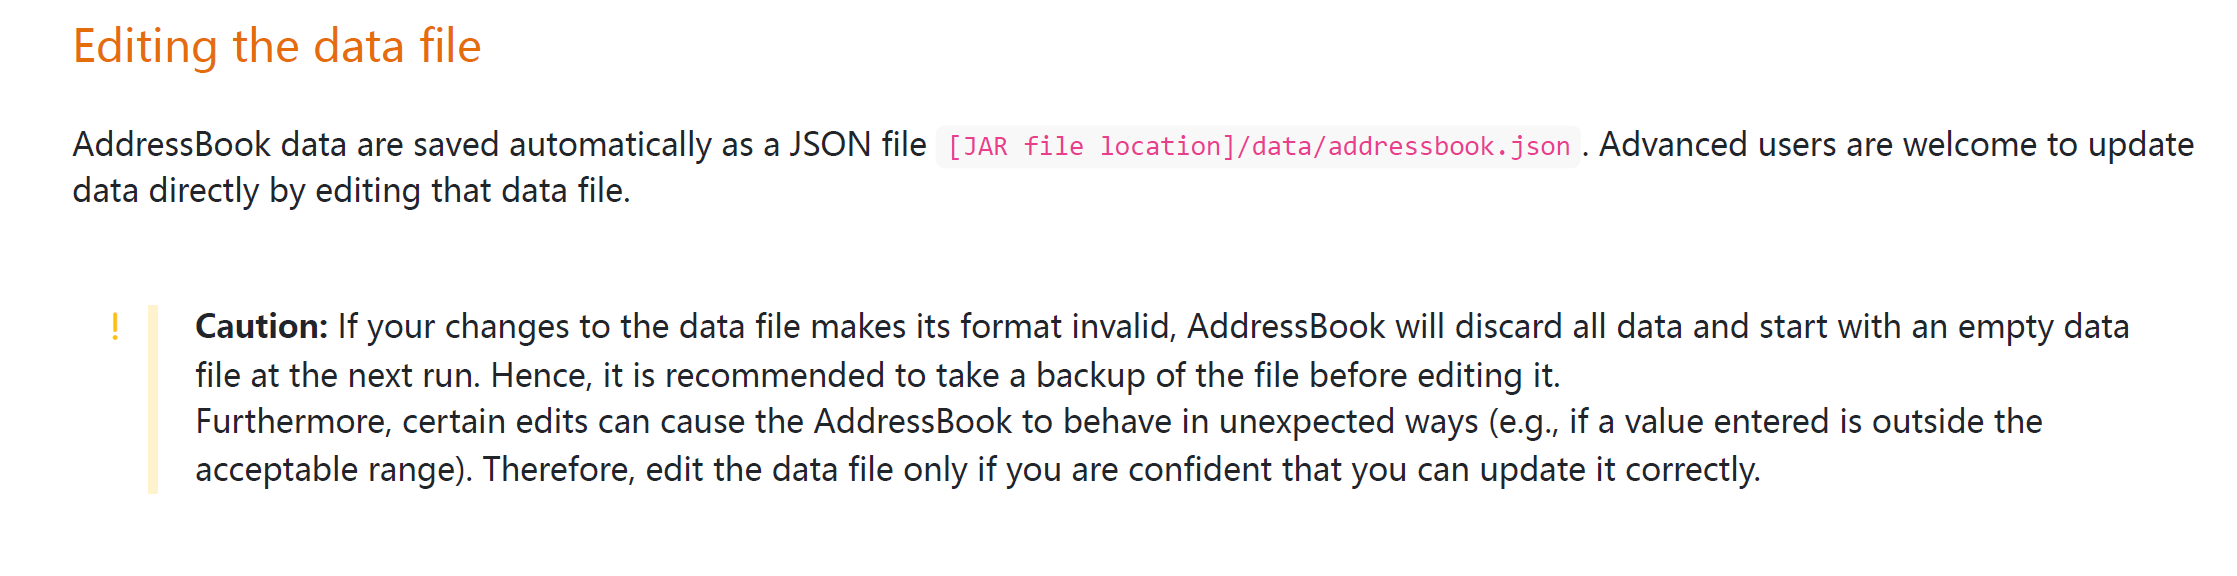 Editing the data file
AddressBook data are saved automatically as a JSON file [JAR file location]/data/addressbook.json. Advanced users are welcome to update
data directly by editing that data file.
! Caution: If your changes to the data file makes its format invalid, AddressBook will discard all data and start with an empty data
file at the next run. Hence, it is recommended to take a backup of the file before editing it.
Furthermore, certain edits can cause the AddressBook to behave in unexpected ways (e.g., if a value entered is outside the
acceptable range). Therefore, edit the data file only if you are confident that you can update it correctly.